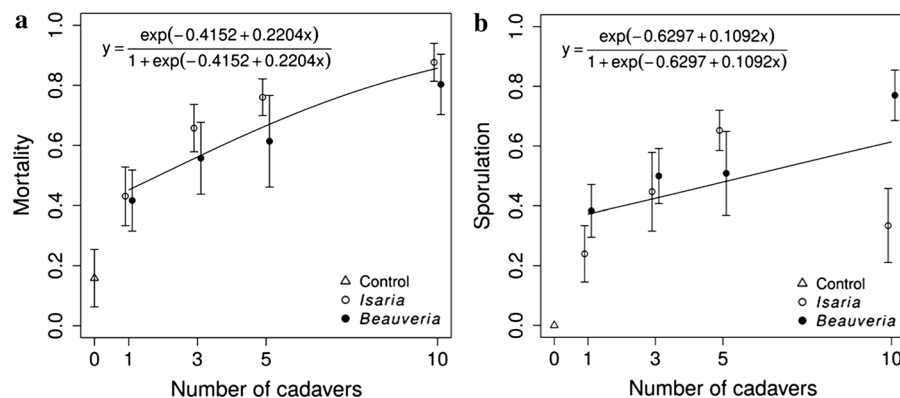 a
y = exp(−0.4152+0.2204x)
1+exp(−0.4152+0.2204x)
Mortality
1.0
0.8
0.6
0.4
0.2
0.0
Control
Isaria
Beauveria
0 1 3 5 10
Number of cadavers
b
y = exp(−0.6297+0.1092x)
1+exp(−0.6297+0.1092x)
Sporulation
1.0
0.8
0.6
0.4
0.2
0.0
Control
Isaria
Beauveria
0 1 3 5 10
Number of cadavers